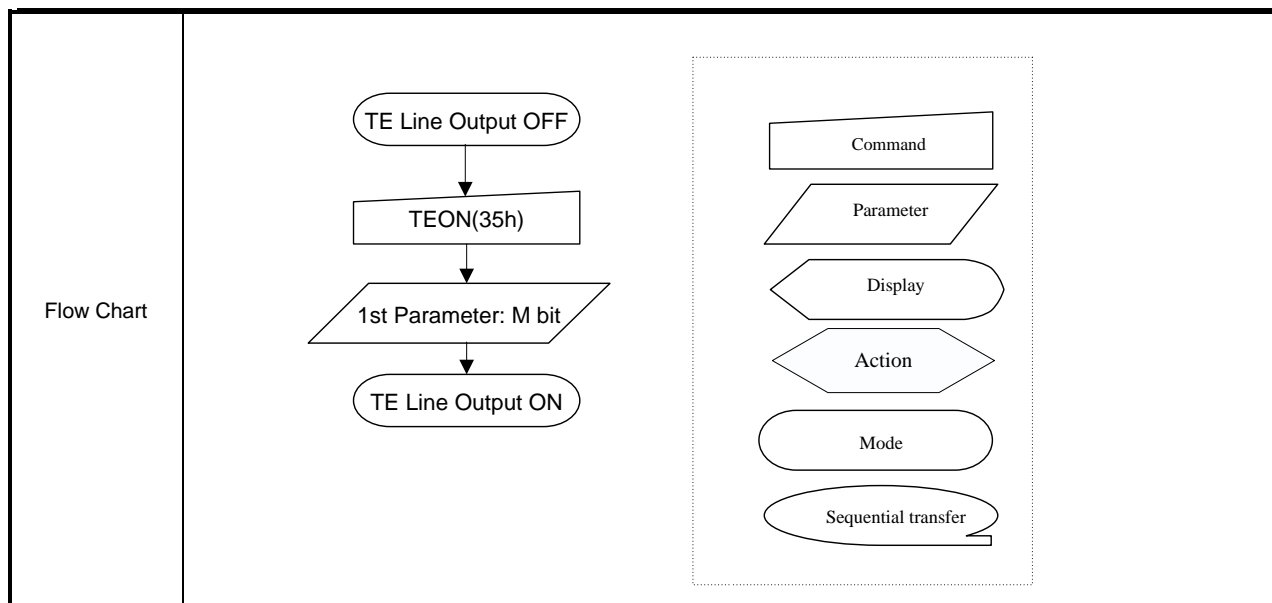 Flow Chart
TE Line Output OFF
TEON(35h)
1st Parameter: M bit
TE Line Output ON
Command
Parameter
Display
Action
Mode
Sequential transfer